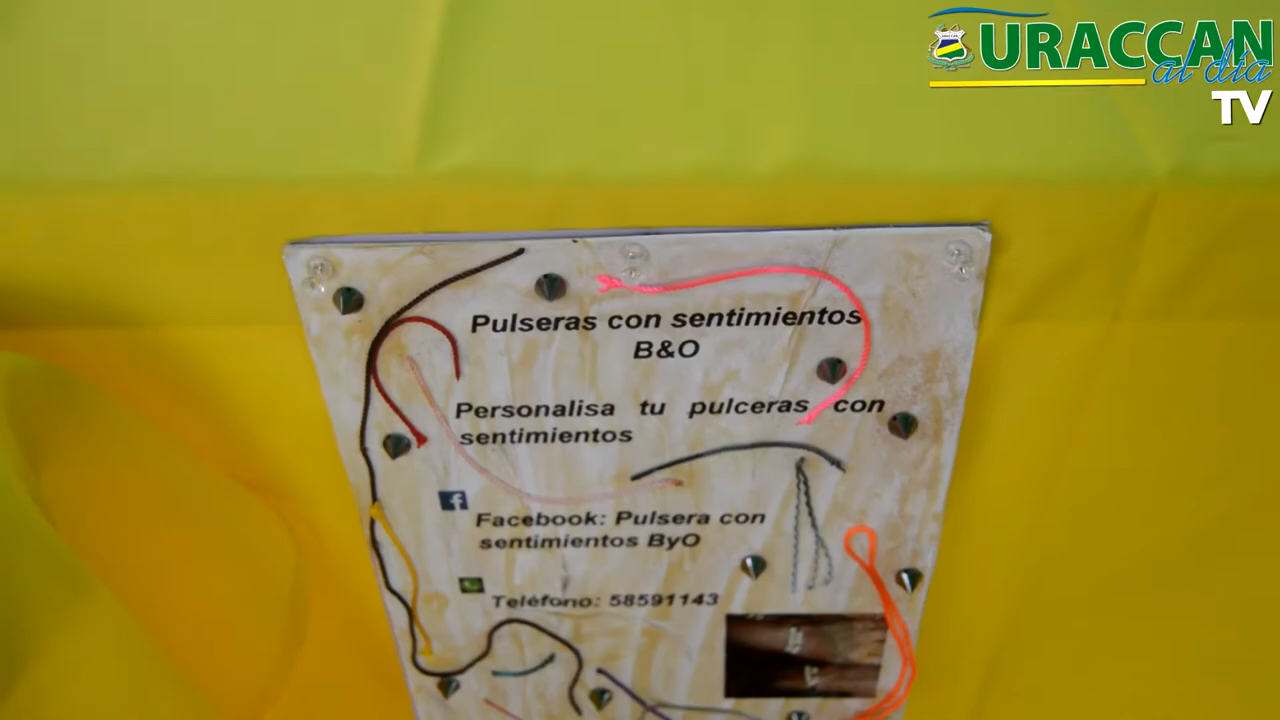 URACCAN
al día
TV
Pulseras con sentimientos
B&O
Personalisa tu pulceras con
sentimientos
Facebook: Pulsera con
sentimientos ByO
Teléfono: 58591143